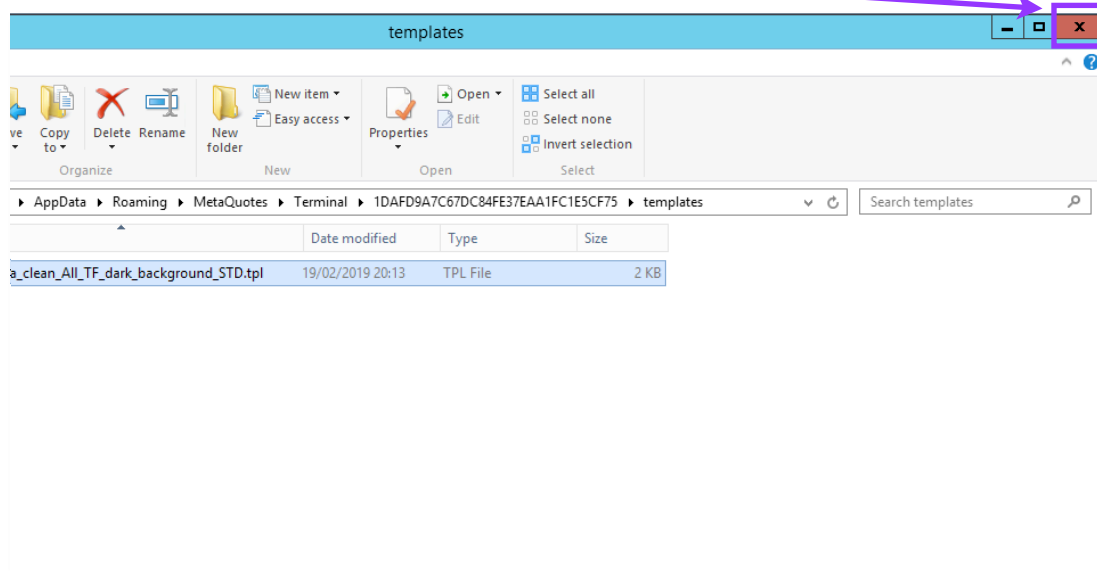 templates
x
?
ve
Copy to
Delete
Rename
New folder
New item
Easy access
Properties
Open
Edit
Select all
Select none
Invert selection
Organize
New
Open
Select
AppData Roaming MetaQuotes Terminal 1DAFD9A7C67DC84FE37EAA1FC1E5CF75 templates
Search templates
Date modified Type Size
a_clean_All_TF_dark_background_STD.tpl 19/02/2019 20:13 TPL File 2 KB